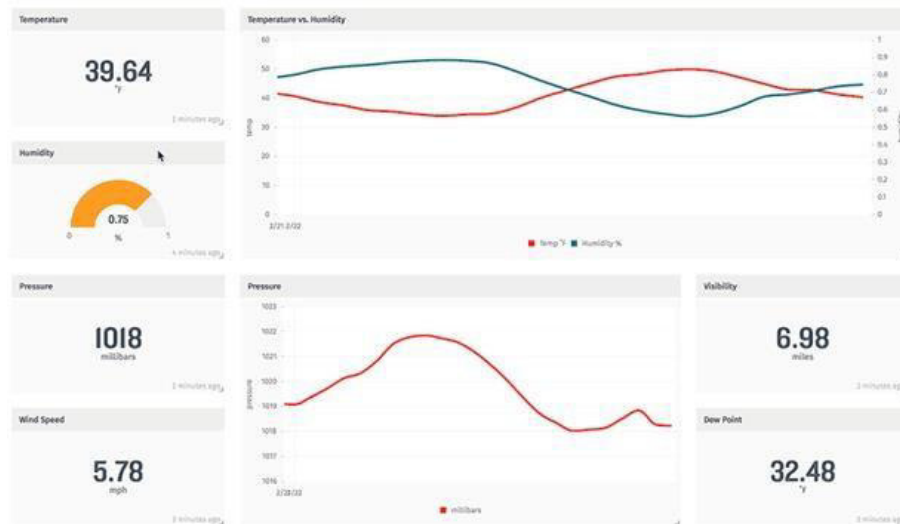 Temperature
39.64
°F
Humidity
0.75
%
0
1
Temperature vs. Humidity
60
50
40
30
20
10
0
temp
1
0.9
0.8
0.7
0.6
0.5
0.4
0.3
0.2
0.1
0
Temp °F
Humidity %
Pressure
1018
millibars
2 minutes ago
Wind Speed
5.78
mph
Pressure
1023
1022
1021
1020
1019
1018
1017
1016
pressure
millibars
Visibility
6.98
miles
Dew Point
32.48
°F